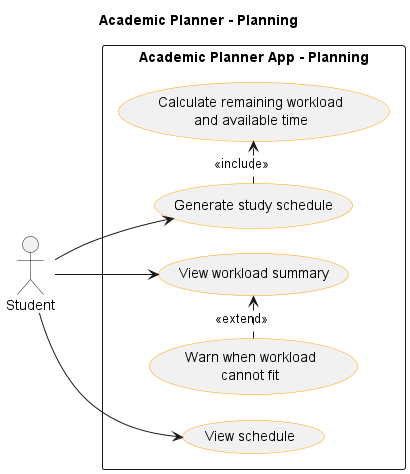 Academic Planner - Planning
Academic Planner App - Planning
Calculate remaining workload
and available time
«include»
Generate study schedule
Student
View workload summary
«extend»
Warn when workload
cannot fit
View schedule